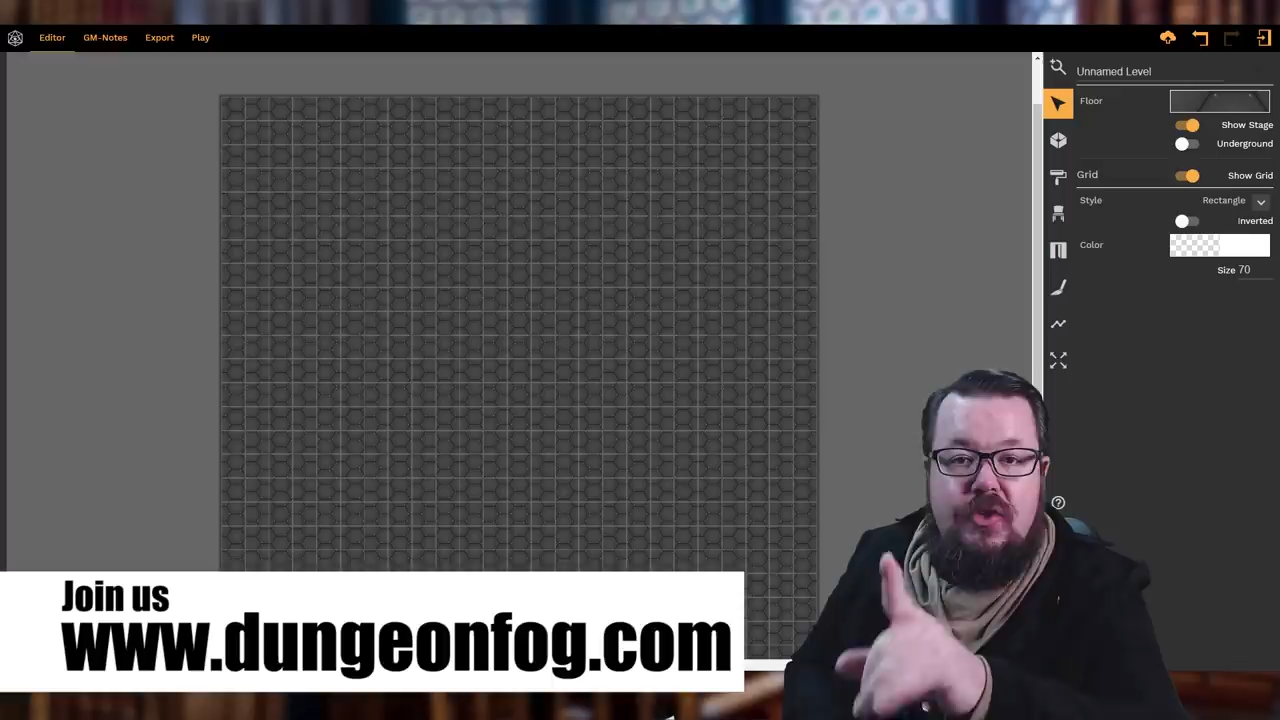 Editor
GM-Notes
Export
Play
Unnamed Level
Floor
Show Stage
Underground
Grid
Show Grid
Style
Rectangle
Inverted
Color
Size 70
Join us
www.dungeonfog.com